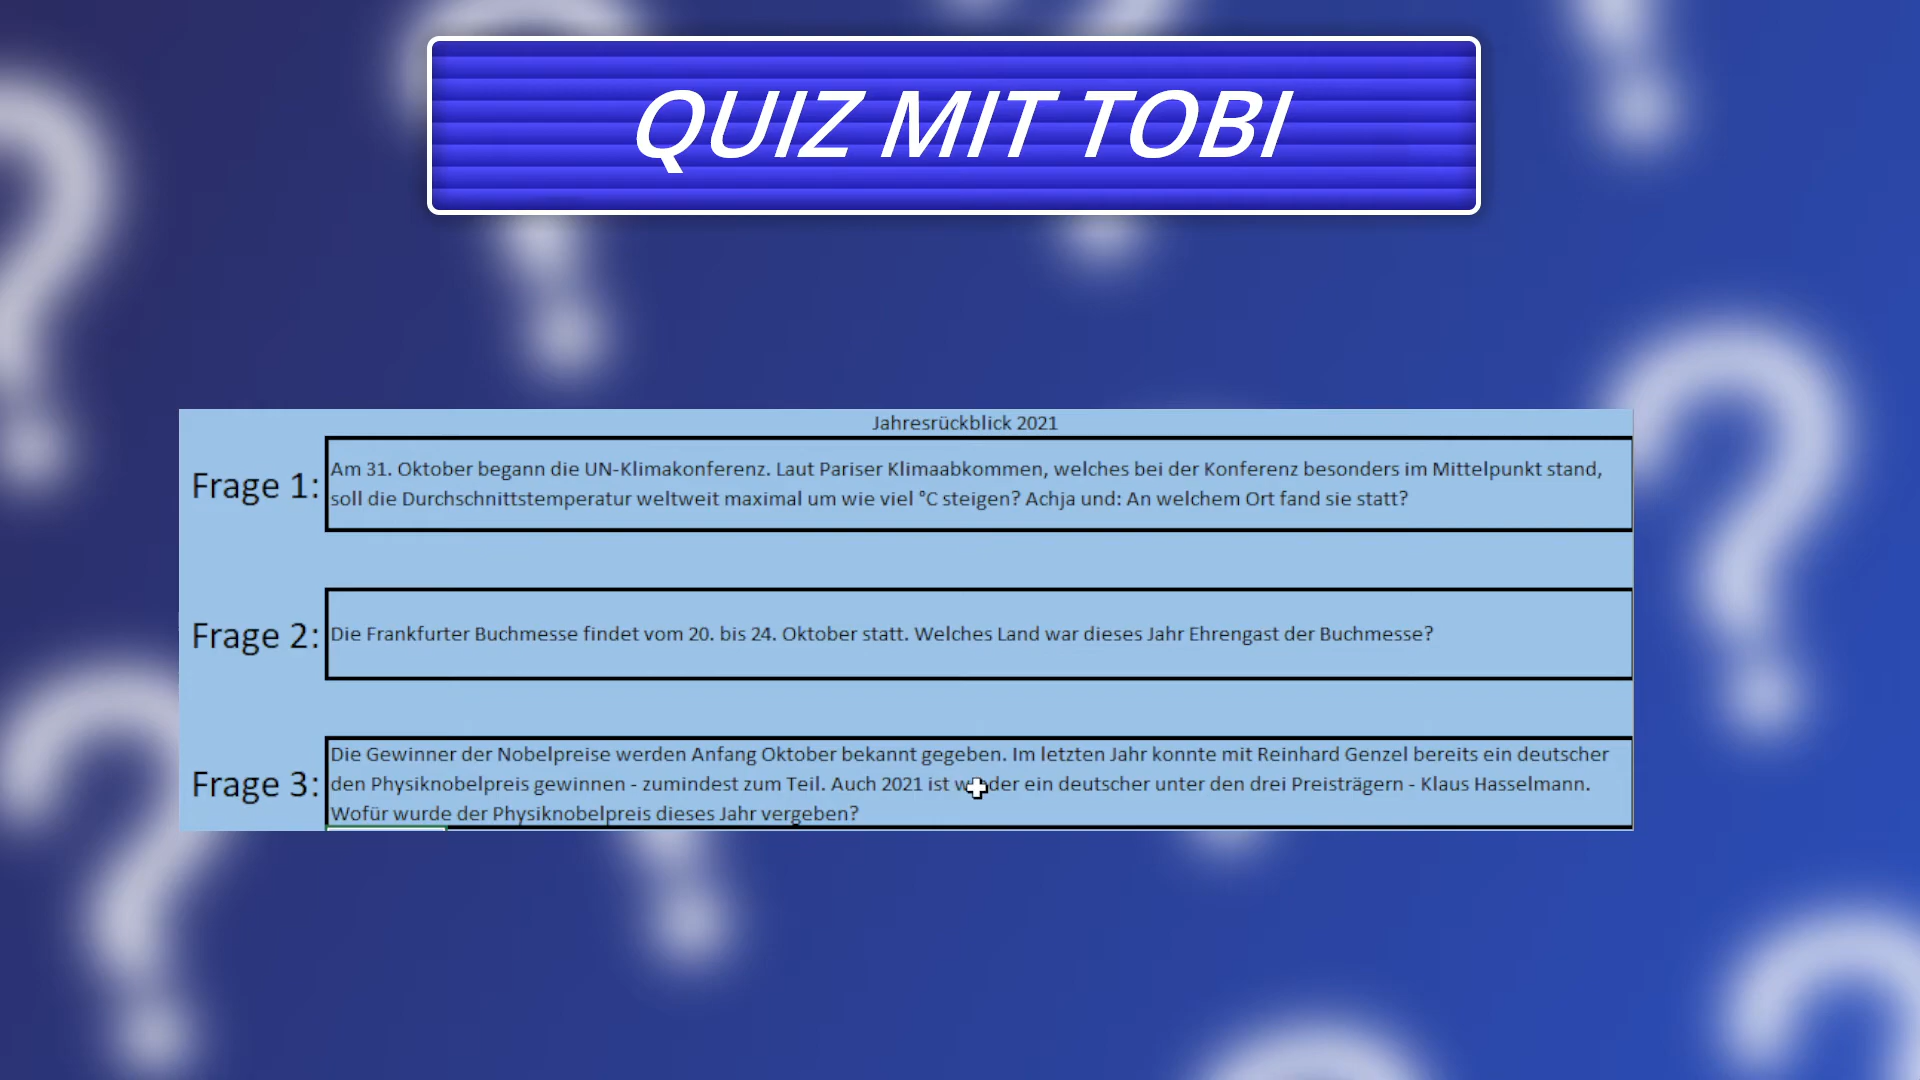 QUIZ MIT TOBI
Jahresrückblick 2021
Frage 1:
Am 31. Oktober begann die UN-Klimakonferenz. Laut Pariser Klimaabkommen, welches bei der Konferenz besonders im Mittelpunkt stand,
soll die Durchschnittstemperatur weltweit maximal um wie viel °C steigen? Achja und: An welchem Ort fand sie statt?
Frage 2:
Die Frankfurter Buchmesse findet vom 20. bis 24. Oktober statt. Welches Land war dieses Jahr Ehrengast der Buchmesse?
Frage 3:
Die Gewinner der Nobelpreise werden Anfang Oktober bekannt gegeben. Im letzten Jahr konnte mit Reinhard Genzel bereits ein deutscher
den Physiknobelpreis gewinnen - zumindest zum Teil. Auch 2021 ist wieder ein deutscher unter den drei Preisträgern - Klaus Hasselmann.
Wofür wurde der Physiknobelpreis dieses Jahr vergeben?